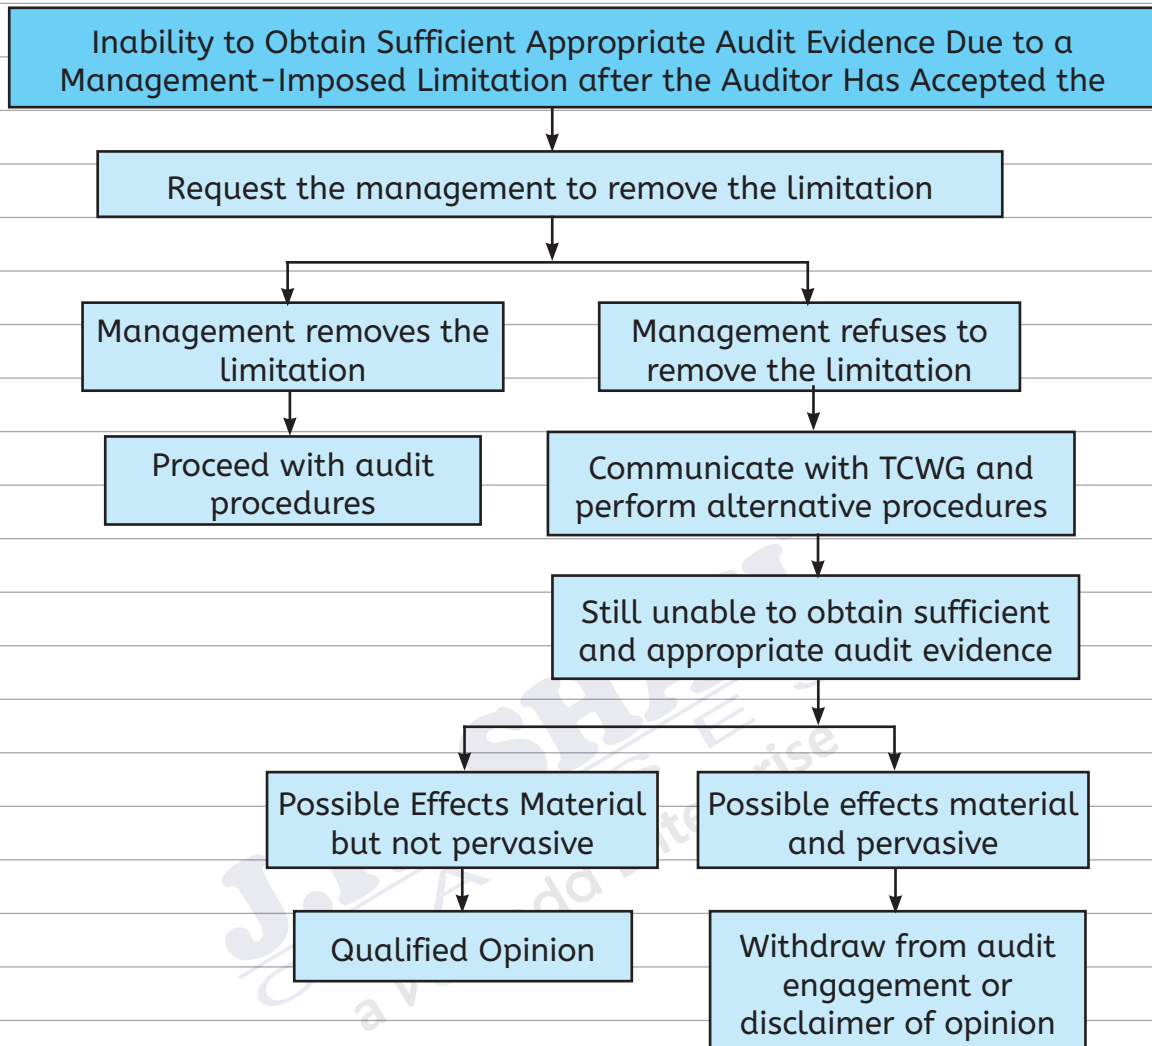 Inability to Obtain Sufficient Appropriate Audit Evidence Due to a
Management-Imposed Limitation after the Auditor Has Accepted the
Request the management to remove the limitation
Management removes the
limitation
Management refuses to
remove the limitation
Proceed with audit
procedures
Communicate with TCWG and
perform alternative procedures
Still unable to obtain sufficient
and appropriate audit evidence
Possible Effects Material
but not pervasive
Possible effects material
and pervasive
Qualified Opinion
Withdraw from audit
engagement or
disclaimer of opinion